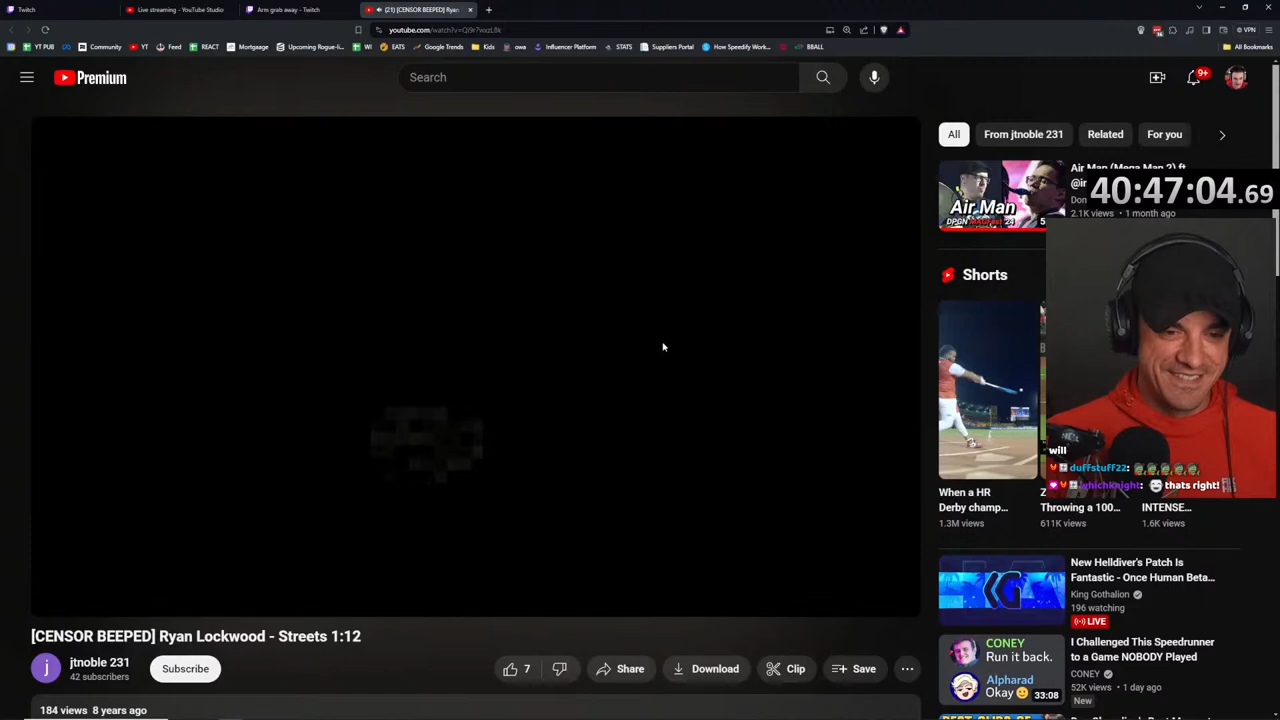 Twitch
Live streaming - YouTube Studio
Arm grab away - Twitch
(21) [CENSOR BEEPED] Ryan
youtube.com/watch?v=Qi9r7wxzL8k
YT PUB
Community
YT
Feed
REACT
Mortgage
Upcoming Rogue-li
WI
EATS
Google Trends
Kids
owa
Influencer Platform
STATS
Suppliers Portal
How Speedify Work...
BBALL
VPN
All Bookmarks
Premium
Search
9+
All
From jtnoble 231
Related
For you
Air Man (Mega Man 2) ft
40:47:04.69
Air Man
DPGN MAGFest 24
2.1K views • 1 month ago
Shorts
will
duffstuff22:
whichknight: thats right!
When a HR
Derby champ...
1.3M views
Throwing a 100...
611K views
INTENSE...
1.6K views
New Helldiver's Patch Is
Fantastic - Once Human Beta...
King Gothalion
196 watching
LIVE
CONEY
Run it back.
Alpharad
Okay
33:08
I Challenged This Speedrunner
to a Game NOBODY Played
CONEY
52K views • 1 day ago
New
[CENSOR BEEPED] Ryan Lockwood - Streets 1:12
j
jtnoble 231
42 subscribers
Subscribe
7
Share
Download
Clip
Save
184 views 8 years ago